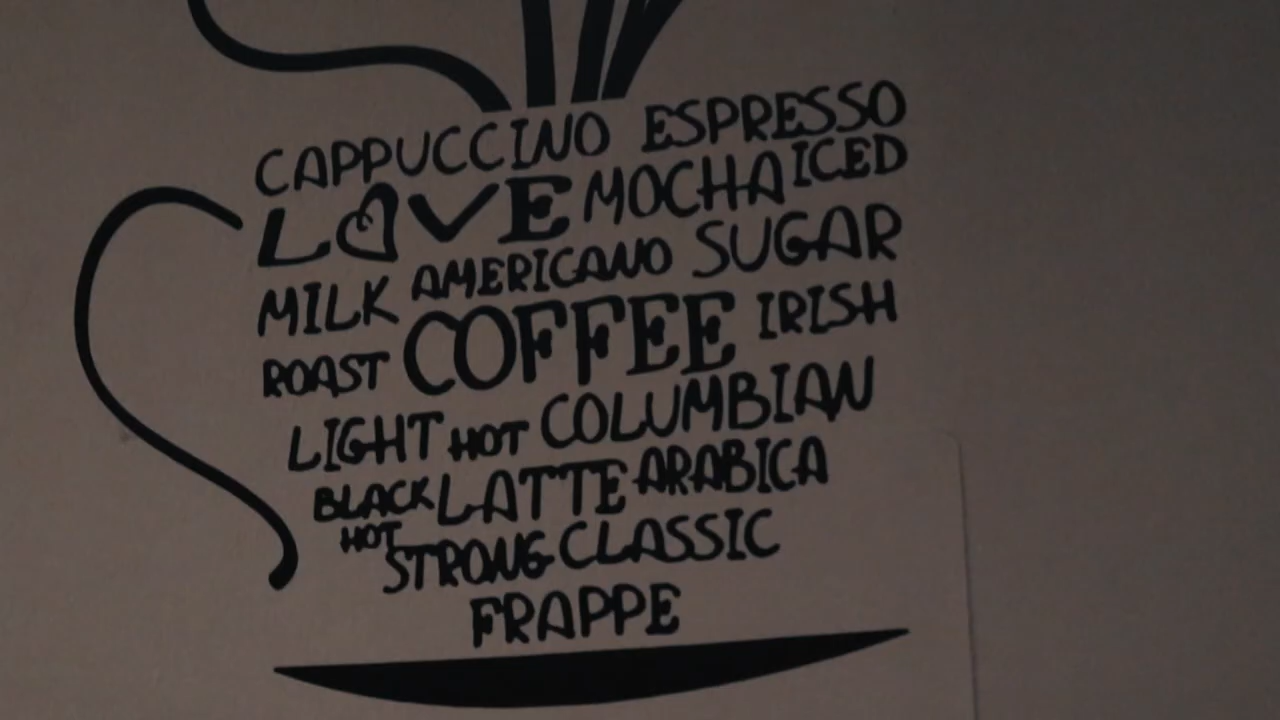 CAPPUCCINO ESPRESSO
LOVE MOCHA ICED
MILK AMERICANO SUGAR
ROAST COFFEE IRISH
LIGHT HOT COLUMBIAN
BLACK LATTE ARABICA
HOT STRONG CLASSIC
FRAPPE